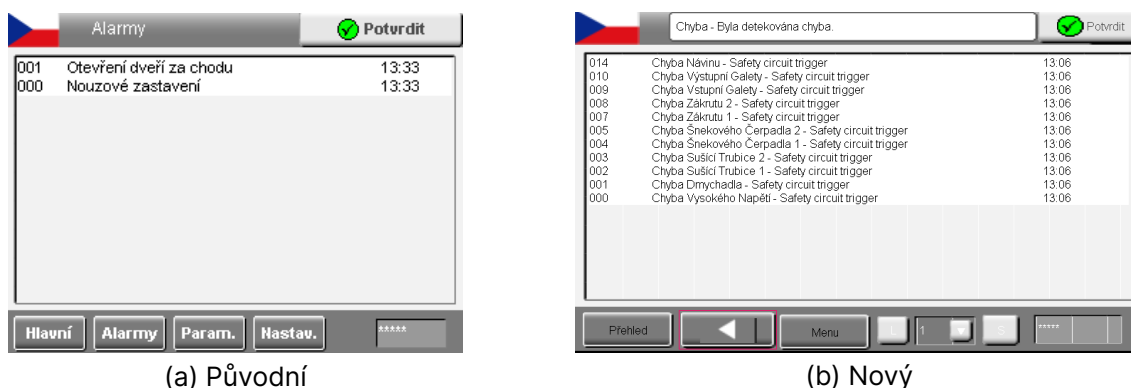 Alarmy
Potvrdit
001 Otevření dveří za chodu 13:33
000 Nouzové zastavení 13:33
Hlavní Alarmy Param. Nastav. *****
(a) Původní
Chyba - Byla detekována chyba.
Potvrdit
014 Chyba Návinu - Safety circuit trigger 13:06
010 Chyba Výstupní Galety - Safety circuit trigger 13:06
009 Chyba Vstupní Galety - Safety circuit trigger 13:06
008 Chyba Zákrutu 2 - Safety circuit trigger 13:06
007 Chyba Zákrutu 1 - Safety circuit trigger 13:06
005 Chyba Šnekového Čerpadla 2 - Safety circuit trigger 13:06
004 Chyba Šnekového Čerpadla 1 - Safety circuit trigger 13:06
003 Chyba Sušící Trubice 2 - Safety circuit trigger 13:06
002 Chyba Sušící Trubice 1 - Safety circuit trigger 13:06
001 Chyba Dmychadla - Safety circuit trigger 13:06
000 Chyba Vysokého Napětí - Safety circuit trigger 13:06
Přehled Menu L 1 S *****
(b) Nový